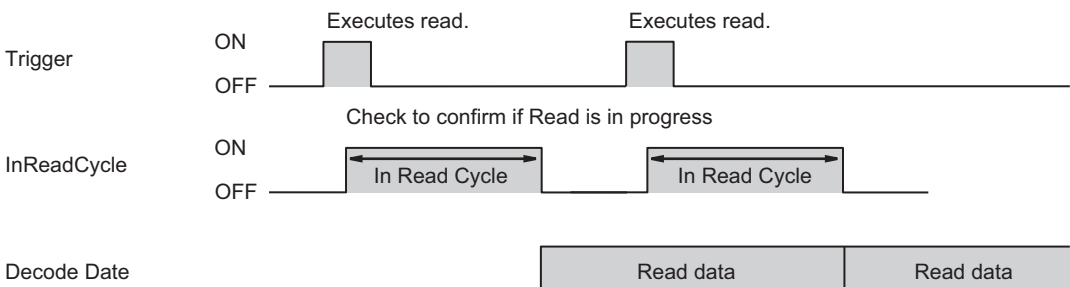 Executes read. Executes read.
Trigger ON
OFF
Check to confirm if Read is in progress
InReadCycle ON
In Read Cycle In Read Cycle
OFF
Decode Date Read data Read data